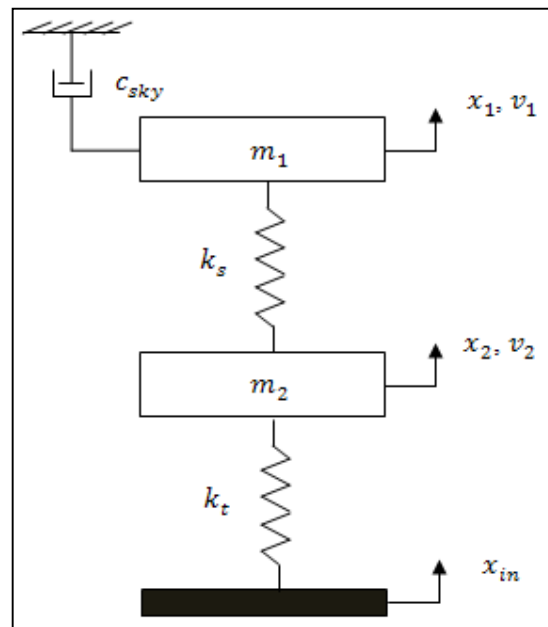 c_sky
x_1, v_1
m_1
k_s
x_2, v_2
m_2
k_t
x_in